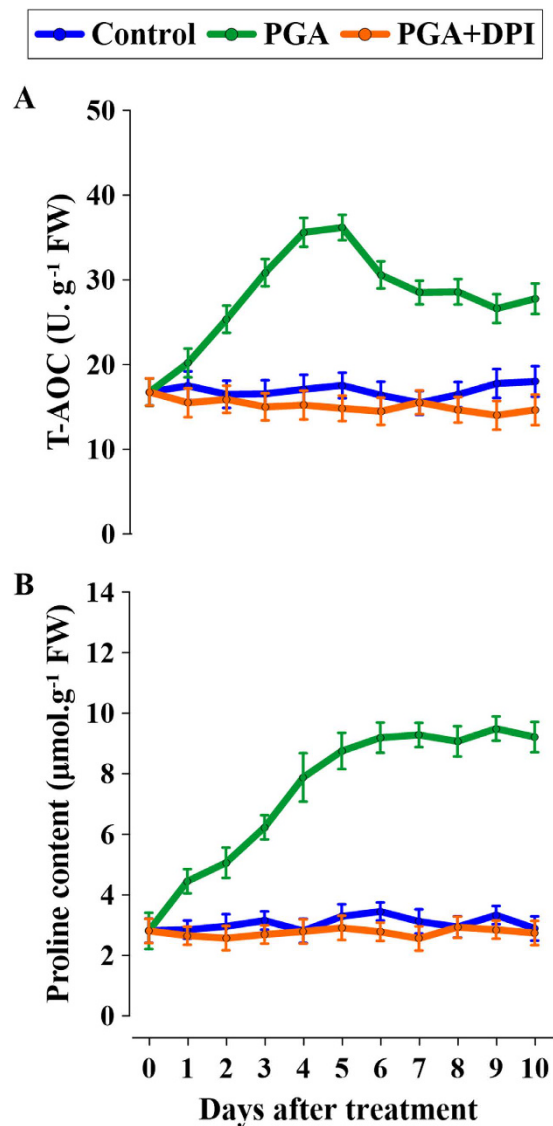 Control PGA PGA+DPI
A
T-AOC (U. g⁻¹ FW)
50
40
30
20
10
0
B
Proline content (μmol.g⁻¹ FW)
14
12
10
8
6
4
2
0
0 1 2 3 4 5 6 7 8 9 10
Days after treatment